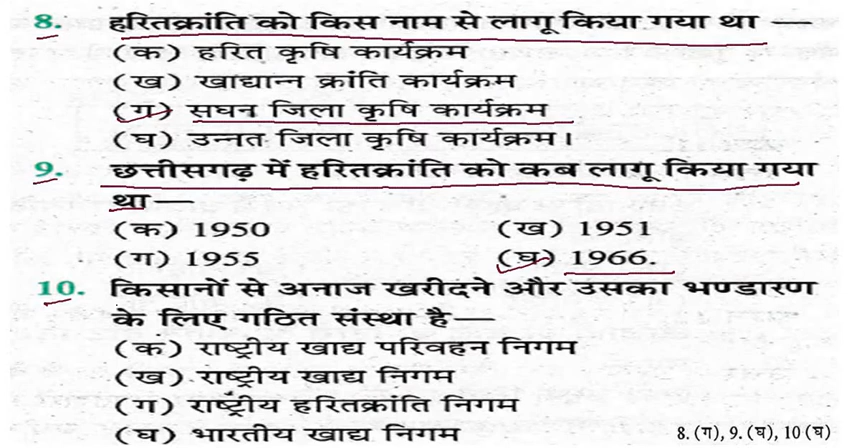 8. हरितक्रांति को किस नाम से लागू किया गया था —
(क) हरित कृषि कार्यक्रम
(ख) खाद्यान्न क्रांति कार्यक्रम
(ग) सघन जिला कृषि कार्यक्रम
(घ) उन्नत जिला कृषि कार्यक्रम।
9. छत्तीसगढ़ में हरितक्रांति को कब लागू किया गया
था—
(क) 1950 (ख) 1951
(ग) 1955 (घ) 1966.
10. किसानों से अनाज खरीदने और उसका भण्डारण
के लिए गठित संस्था है—
(क) राष्ट्रीय खाद्य परिवहन निगम
(ख) राष्ट्रीय खाद्य निगम
(ग) राष्ट्रीय हरितक्रांति निगम
(घ) भारतीय खाद्य निगम 8. (ग), 9. (घ), 10 (घ)